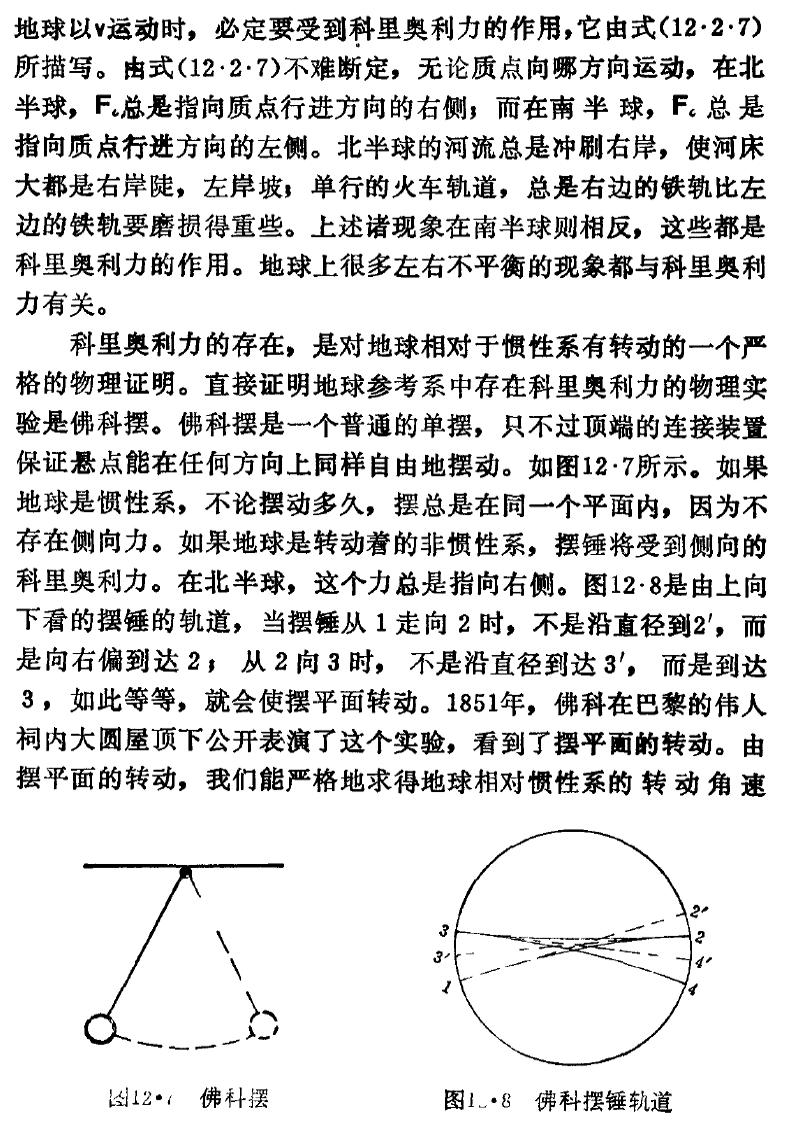 地球以v运动时，必定要受到科里奥利力的作用，它由式(12·2·7)
所描写。由式(12·2·7)不难断定，无论质点向哪方向运动，在北
半球，Fc总是指向质点行进方向的右侧；而在南半球，Fc总是
指向质点行进方向的左侧。北半球的河流总是冲刷右岸，使河床
大都是右岸陡，左岸坡；单行的火车轨道，总是右边的铁轨比左
边的铁轨要磨损得重些。上述诸现象在南半球则相反，这些都是
科里奥利力的作用。地球上很多左右不平衡的现象都与科里奥利
力有关。
科里奥利力的存在，是对地球相对于惯性系有转动的一个严
格的物理证明。直接证明地球参考系中存在科里奥利力的物理实
验是佛科摆。佛科摆是一个普通的单摆，只不过顶端的连接装置
保证悬点能在任何方向上同样自由地摆动。如图12·7所示。如果
地球是惯性系，不论摆动多久，摆总是在同一个平面内，因为不
存在侧向力。如果地球是转动着的非惯性系，摆锤将受到侧向的
科里奥利力。在北半球，这个力总是指向右侧。图12·8是由上向
下看的摆锤的轨道，当摆锤从1走向2时，不是沿直径到2′，而
是向右偏到达2；从2向3时，不是沿直径到达3′，而是到达
3，如此等等，就会使摆平面转动。1851年，佛科在巴黎的伟人
祠内大圆屋顶下公开表演了这个实验，看到了摆平面的转动。由
摆平面的转动，我们能严格地求得地球相对惯性系的转动角速
2′
3
2
3′
4′
1
4
图12·7 佛科摆
图1 ·8 佛科摆锤轨道